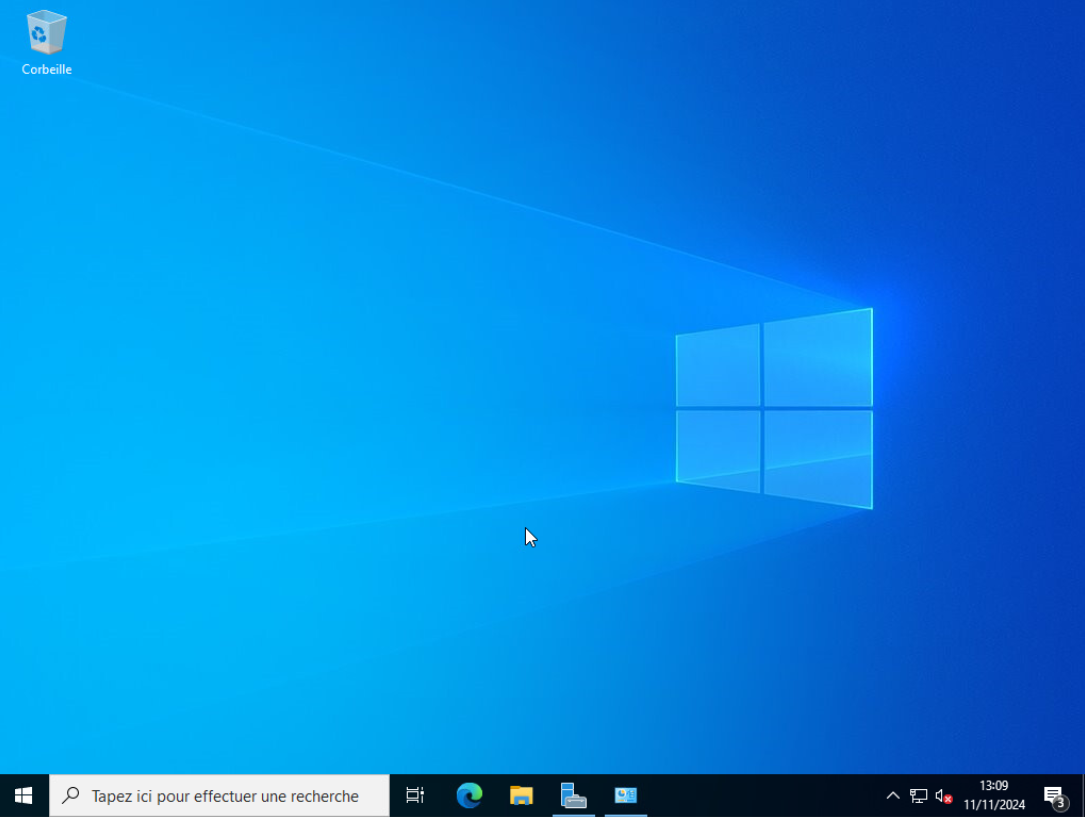 Corbeille
Tapez ici pour effectuer une recherche
13:09
11/11/2024
3